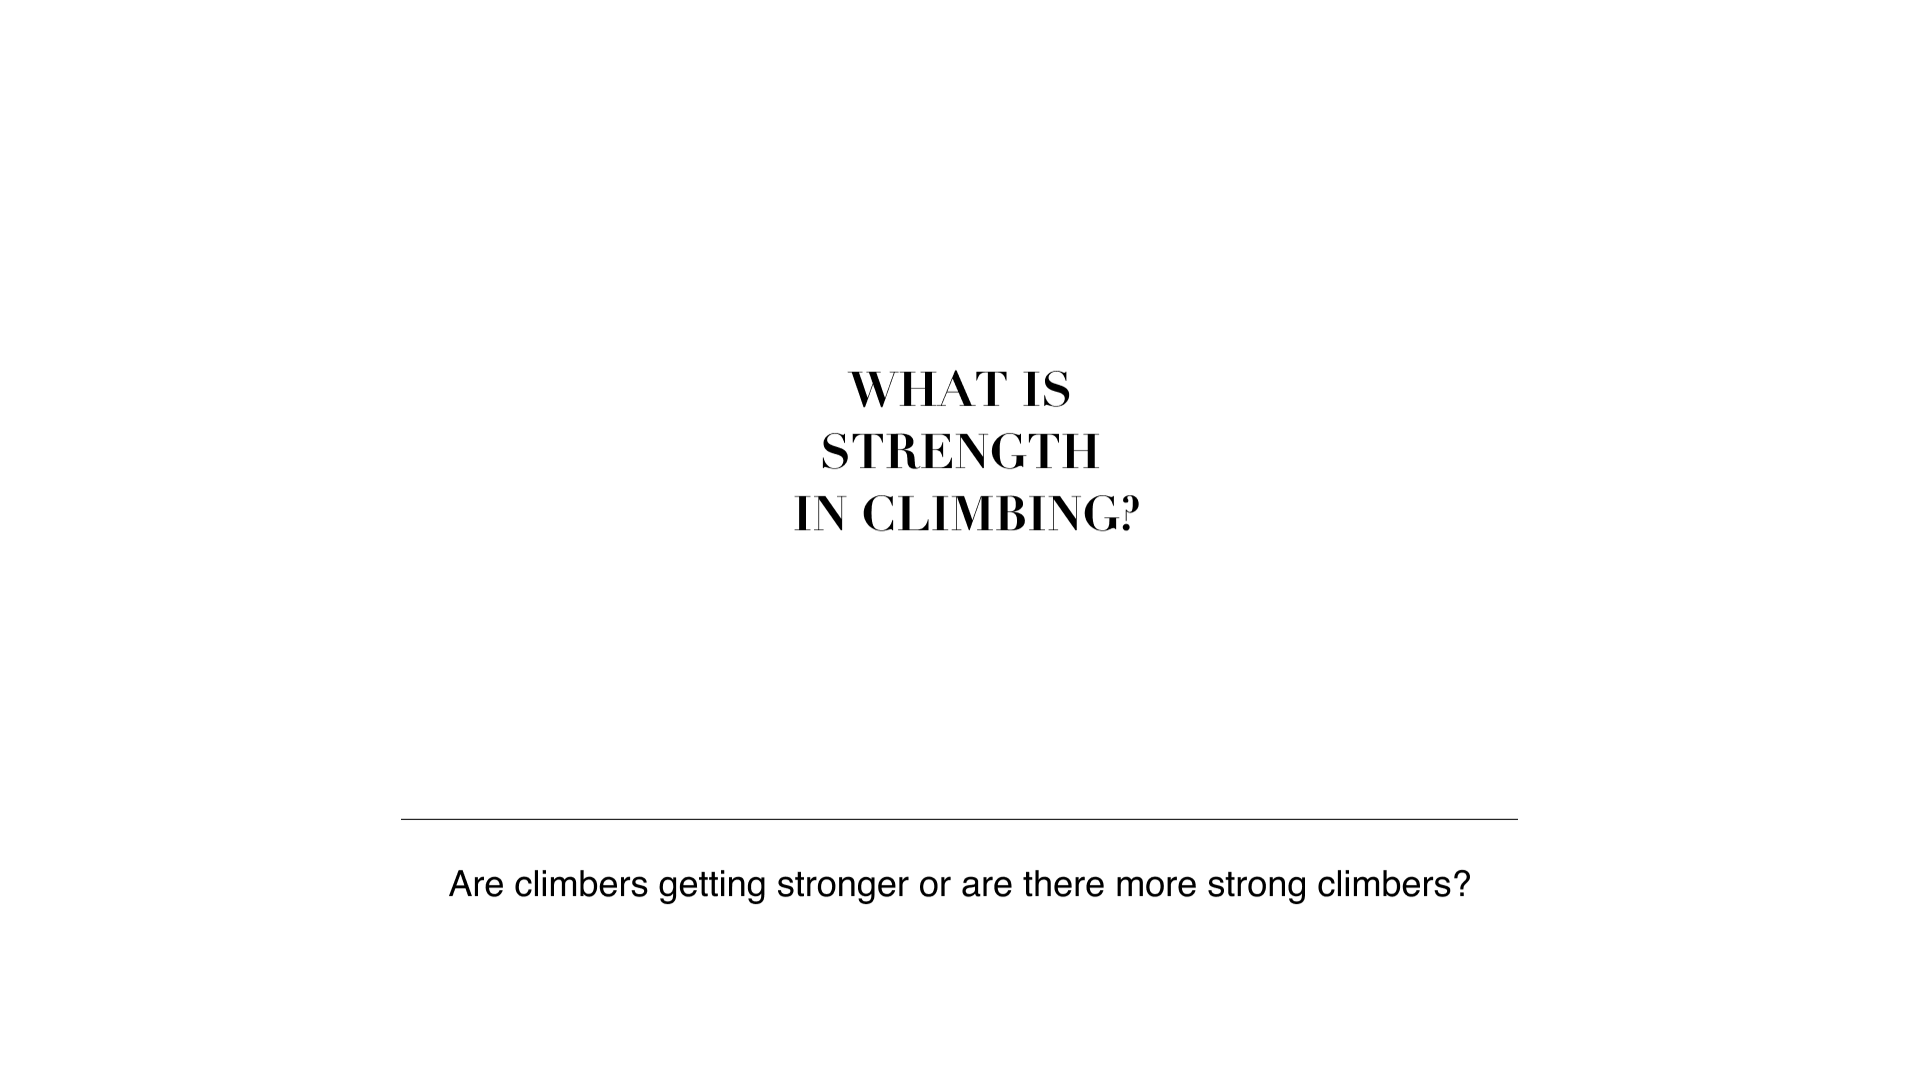 WHAT IS
STRENGTH
IN CLIMBING?
Are climbers getting stronger or are there more strong climbers?